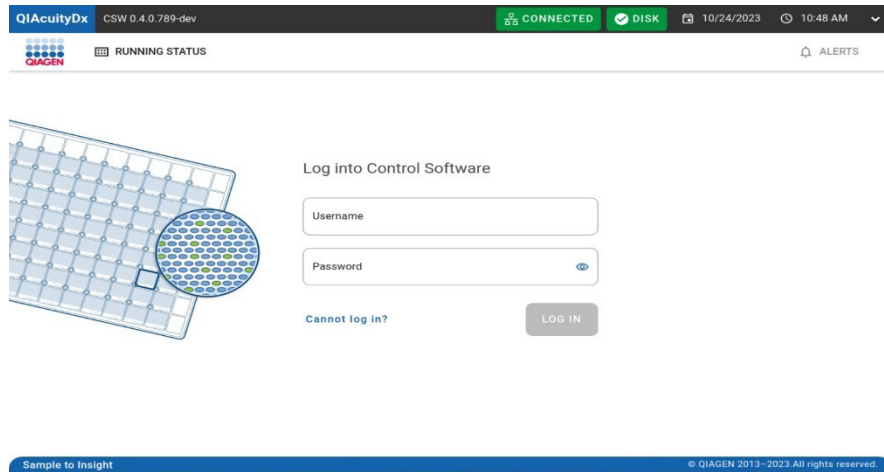 QIAcuityDx CSW 0.4.0.789-dev CONNECTED DISK 10/24/2023 10:48 AM
QIAGEN RUNNING STATUS ALERTS
Log into Control Software
Username
Password
Cannot log in? LOG IN
Sample to Insight © QIAGEN 2013-2023.All rights reserved.